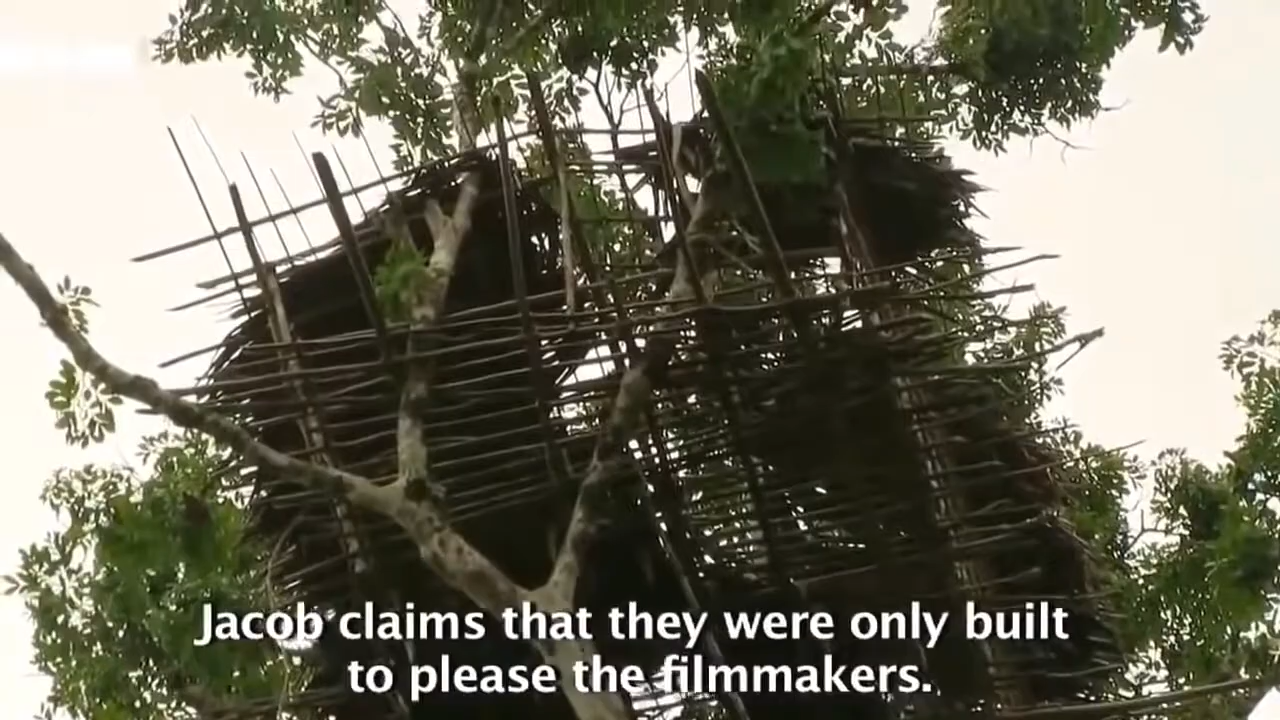 Jacob claims that they were only built
to please the filmmakers.